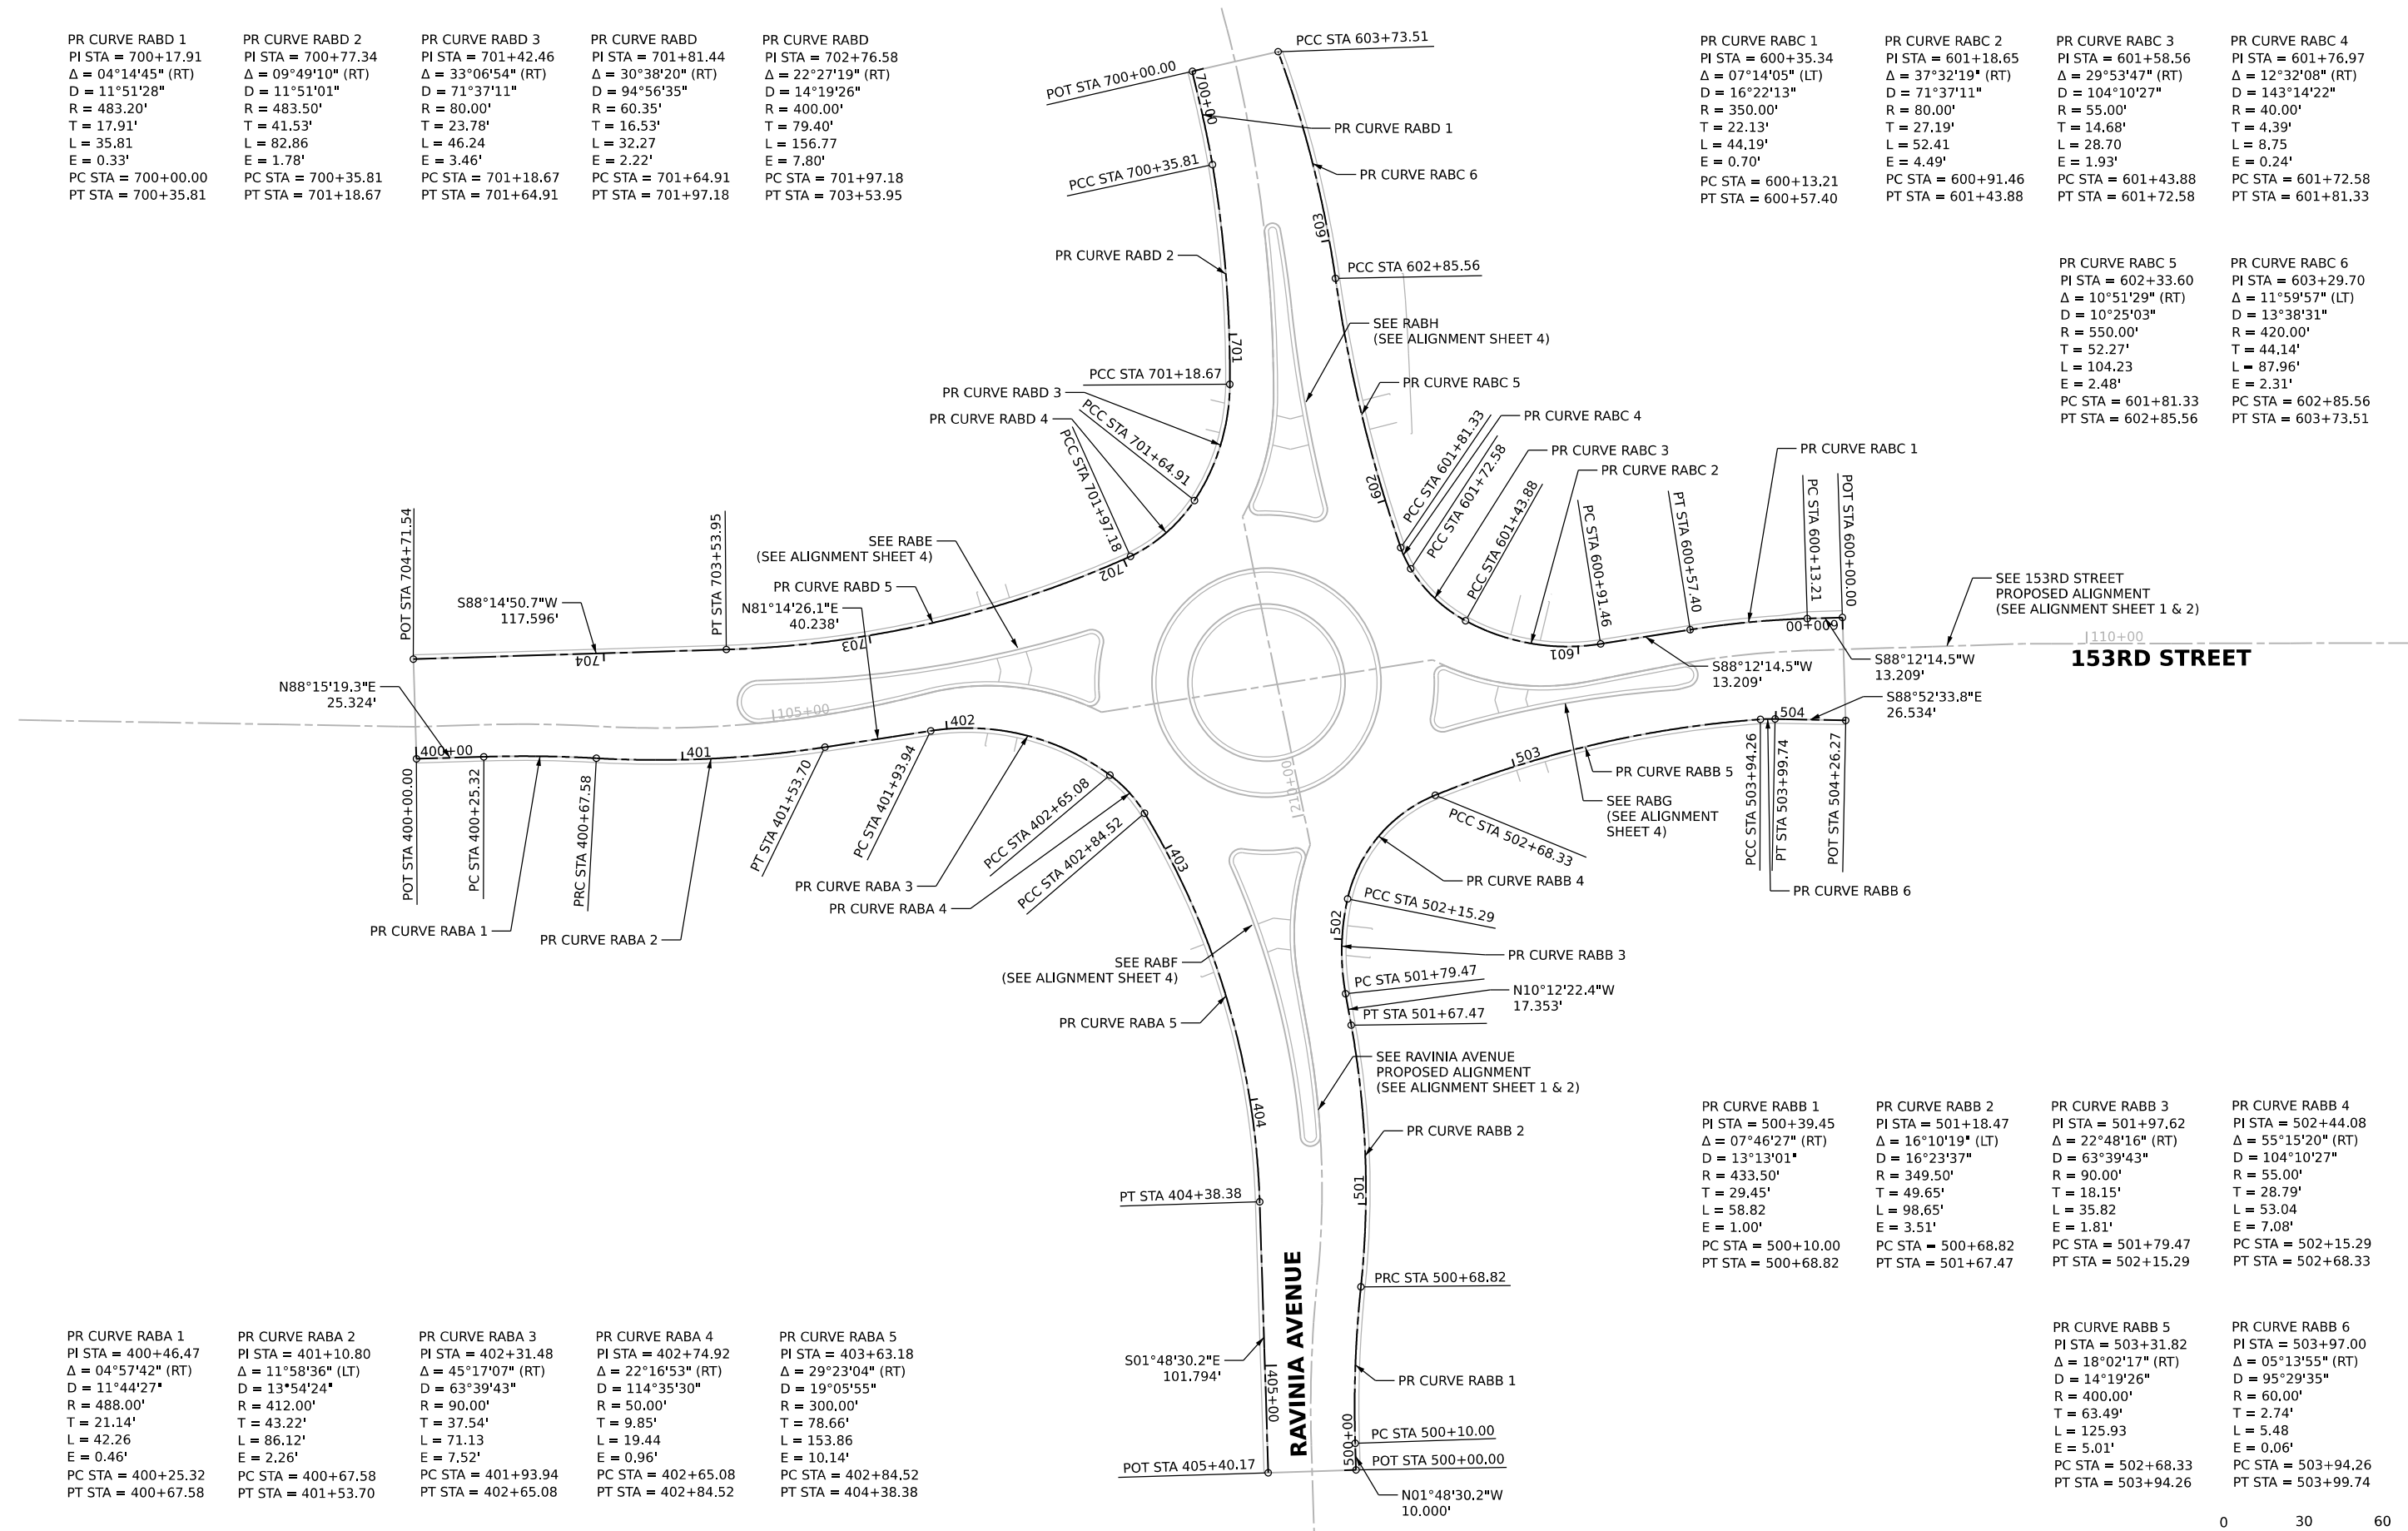 PR CURVE RABD 1
PI STA = 700+17.91
Δ = 04°14'45" (RT)
D = 11°51'28"
R = 483.20'
T = 17.91'
L = 35.81
E = 0.33'
PC STA = 700+00.00
PT STA = 700+35.81
PR CURVE RABD 2
PI STA = 700+77.34
Δ = 09°49'10" (RT)
D = 11°51'01"
R = 483.50'
T = 41.53'
L = 82.86
E = 1.78'
PC STA = 700+35.81
PT STA = 701+18.67
PR CURVE RABD 3
PI STA = 701+42.46
Δ = 33°06'54" (RT)
D = 71°37'11"
R = 80.00'
T = 23.78'
L = 46.24
E = 3.46'
PC STA = 701+18.67
PT STA = 701+64.91
PR CURVE RABD
PI STA = 701+81.44
Δ = 30°38'20" (RT)
D = 94°56'35"
R = 60.35'
T = 16.53'
L = 32.27
E = 2.22'
PC STA = 701+64.91
PT STA = 701+97.18
PR CURVE RABD
PI STA = 702+76.58
Δ = 22°27'19" (RT)
D = 14°19'26"
R = 400.00'
T = 79.40'
L = 156.77
E = 7.80'
PC STA = 701+97.18
PT STA = 703+53.95
PR CURVE RABC 1
PI STA = 600+35.34
Δ = 07°14'05" (LT)
D = 16°22'13"
R = 350.00'
T = 22.13'
L = 44.19'
E = 0.70'
PC STA = 600+13.21
PT STA = 600+57.40
PR CURVE RABC 2
PI STA = 601+18.65
Δ = 37°32'19" (RT)
D = 71°37'11"
R = 80.00'
T = 27.19'
L = 52.41
E = 4.49'
PC STA = 600+91.46
PT STA = 601+43.88
PR CURVE RABC 3
PI STA = 601+58.56
Δ = 29°53'47" (RT)
D = 104°10'27"
R = 55.00'
T = 14.68'
L = 28.70
E = 1.93'
PC STA = 601+43.88
PT STA = 601+72.58
PR CURVE RABC 4
PI STA = 601+76.97
Δ = 12°32'08" (RT)
D = 143°14'22"
R = 40.00'
T = 4.39'
L = 8.75
E = 0.24'
PC STA = 601+72.58
PT STA = 601+81.33
PR CURVE RABC 5
PI STA = 602+33.60
Δ = 10°51'29" (RT)
D = 10°25'03"
R = 550.00'
T = 52.27'
L = 104.23
E = 2.48'
PC STA = 601+81.33
PT STA = 602+85.56
PR CURVE RABC 6
PI STA = 603+29.70
Δ = 11°59'57" (LT)
D = 13°38'31"
R = 420.00'
T = 44.14'
L = 87.96'
E = 2.31'
PC STA = 602+85.56
PT STA = 603+73.51
PCC STA 603+73.51
POT STA 700+00.00
700+00
PR CURVE RABD 1
PCC STA 700+35.81
PR CURVE RABC 6
603
PR CURVE RABD 2
PCC STA 602+85.56
SEE RABH
(SEE ALIGNMENT SHEET 4)
701
PCC STA 701+18.67
PR CURVE RABD 3
PR CURVE RABC 5
PR CURVE RABD 4
PCC STA 701+64.91
PCC STA 701+97.18
PR CURVE RABC 4
PCC STA 601+81.33
PCC STA 601+72.58
PR CURVE RABC 3
PR CURVE RABC 2
PR CURVE RABC 1
602
PCC STA 601+43.88
PC STA 600+91.46
PT STA 600+57.40
PC STA 600+13.21
POT STA 600+00.00
POT STA 704+71.54
PT STA 703+53.95
SEE RABE
(SEE ALIGNMENT SHEET 4)
702
PR CURVE RABD 5
S88°14'50.7"W
117.596'
N81°14'26.1"E
40.238'
703
704
SEE 153RD STREET
PROPOSED ALIGNMENT
(SEE ALIGNMENT SHEET 1 & 2)
600+00
601
110+00
153RD STREET
S88°12'14.5"W
13.209'
S88°12'14.5"W
13.209'
N88°15'19.3"E
25.324'
S88°52'33.8"E
26.534'
105+00
402
504
400+00
401
503
210+00
POT STA 400+00.00
PC STA 400+25.32
PRC STA 400+67.58
PT STA 401+53.70
PC STA 401+93.94
PCC STA 402+65.08
PCC STA 402+84.52
PR CURVE RABB 5
SEE RABG
(SEE ALIGNMENT
SHEET 4)
PCC STA 503+94.26
PT STA 503+99.74
POT STA 504+26.27
PCC STA 502+68.33
403
PR CURVE RABA 3
PR CURVE RABA 4
PR CURVE RABB 4
PR CURVE RABB 6
PR CURVE RABA 1
PR CURVE RABA 2
PCC STA 502+15.29
502
PR CURVE RABB 3
SEE RABF
(SEE ALIGNMENT SHEET 4)
PC STA 501+79.47
N10°12'22.4"W
17.353'
PT STA 501+67.47
PR CURVE RABA 5
SEE RAVINIA AVENUE
PROPOSED ALIGNMENT
(SEE ALIGNMENT SHEET 1 & 2)
404
PR CURVE RABB 2
PT STA 404+38.38
501
PRC STA 500+68.82
RAVINIA AVENUE
S01°48'30.2"E
101.794'
405+00
PR CURVE RABB 1
500+00
PC STA 500+10.00
POT STA 405+40.17
POT STA 500+00.00
N01°48'30.2"W
10.000'
PR CURVE RABB 1
PI STA = 500+39.45
Δ = 07°46'27" (RT)
D = 13°13'01"
R = 433.50'
T = 29.45'
L = 58.82
E = 1.00'
PC STA = 500+10.00
PT STA = 500+68.82
PR CURVE RABB 2
PI STA = 501+18.47
Δ = 16°10'19" (LT)
D = 16°23'37"
R = 349.50'
T = 49.65'
L = 98.65'
E = 3.51'
PC STA = 500+68.82
PT STA = 501+67.47
PR CURVE RABB 3
PI STA = 501+97.62
Δ = 22°48'16" (RT)
D = 63°39'43"
R = 90.00'
T = 18.15'
L = 35.82
E = 1.81'
PC STA = 501+79.47
PT STA = 502+15.29
PR CURVE RABB 4
PI STA = 502+44.08
Δ = 55°15'20" (RT)
D = 104°10'27"
R = 55.00'
T = 28.79'
L = 53.04
E = 7.08'
PC STA = 502+15.29
PT STA = 502+68.33
PR CURVE RABB 5
PI STA = 503+31.82
Δ = 18°02'17" (RT)
D = 14°19'26"
R = 400.00'
T = 63.49'
L = 125.93
E = 5.01'
PC STA = 502+68.33
PT STA = 503+94.26
PR CURVE RABB 6
PI STA = 503+97.00
Δ = 05°13'55" (RT)
D = 95°29'35"
R = 60.00'
T = 2.74'
L = 5.48
E = 0.06'
PC STA = 503+94.26
PT STA = 503+99.74
PR CURVE RABA 1
PI STA = 400+46.47
Δ = 04°57'42" (RT)
D = 11°44'27"
R = 488.00'
T = 21.14'
L = 42.26
E = 0.46'
PC STA = 400+25.32
PT STA = 400+67.58
PR CURVE RABA 2
PI STA = 401+10.80
Δ = 11°58'36" (LT)
D = 13°54'24"
R = 412.00'
T = 43.22'
L = 86.12'
E = 2.26'
PC STA = 400+67.58
PT STA = 401+53.70
PR CURVE RABA 3
PI STA = 402+31.48
Δ = 45°17'07" (RT)
D = 63°39'43"
R = 90.00'
T = 37.54'
L = 71.13
E = 7.52'
PC STA = 401+93.94
PT STA = 402+65.08
PR CURVE RABA 4
PI STA = 402+74.92
Δ = 22°16'53" (RT)
D = 114°35'30"
R = 50.00'
T = 9.85'
L = 19.44
E = 0.96'
PC STA = 402+65.08
PT STA = 402+84.52
PR CURVE RABA 5
PI STA = 403+63.18
Δ = 29°23'04" (RT)
D = 19°05'55"
R = 300.00'
T = 78.66'
L = 153.86
E = 10.14'
PC STA = 402+84.52
PT STA = 404+38.38
0 30 60